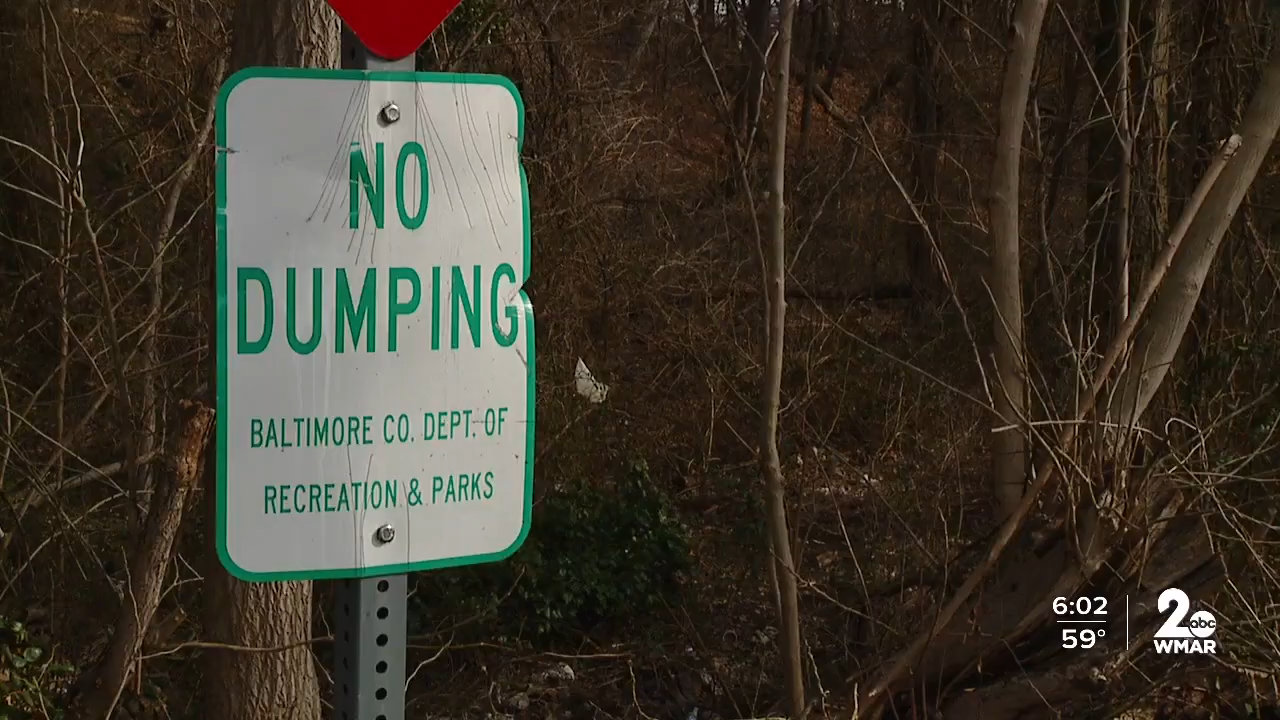 NO
DUMPING
BALTIMORE CO. DEPT. OF
RECREATION & PARKS
6:02
59°
2 abc
WMAR